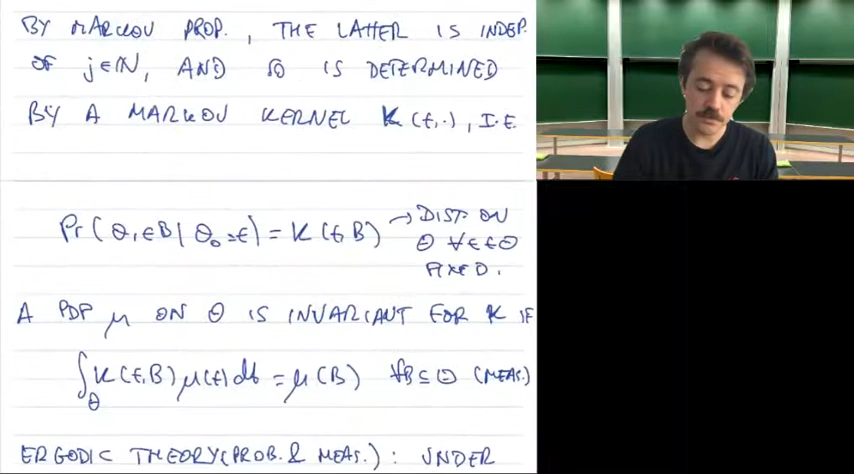 BY MARKOV PROP., THE LATTER IS INDEP.
OF j∈ℕ, AND SO IS DETERMINED
BY A MARKOV KERNEL K(t,·), I.E.
Pr(θ₁∈B | θ₀=t) = K(t,B) → DIST. ON
Θ ∀t∈Θ
FIXED.
A PDF μ ON Θ IS INVARIANT FOR K IF
∫_Θ K(t,B) μ(t) dt = μ(B) ∀B⊆Θ (MEAS.)
ERGODIC THEORY (PROB. & MEAS.): UNDER